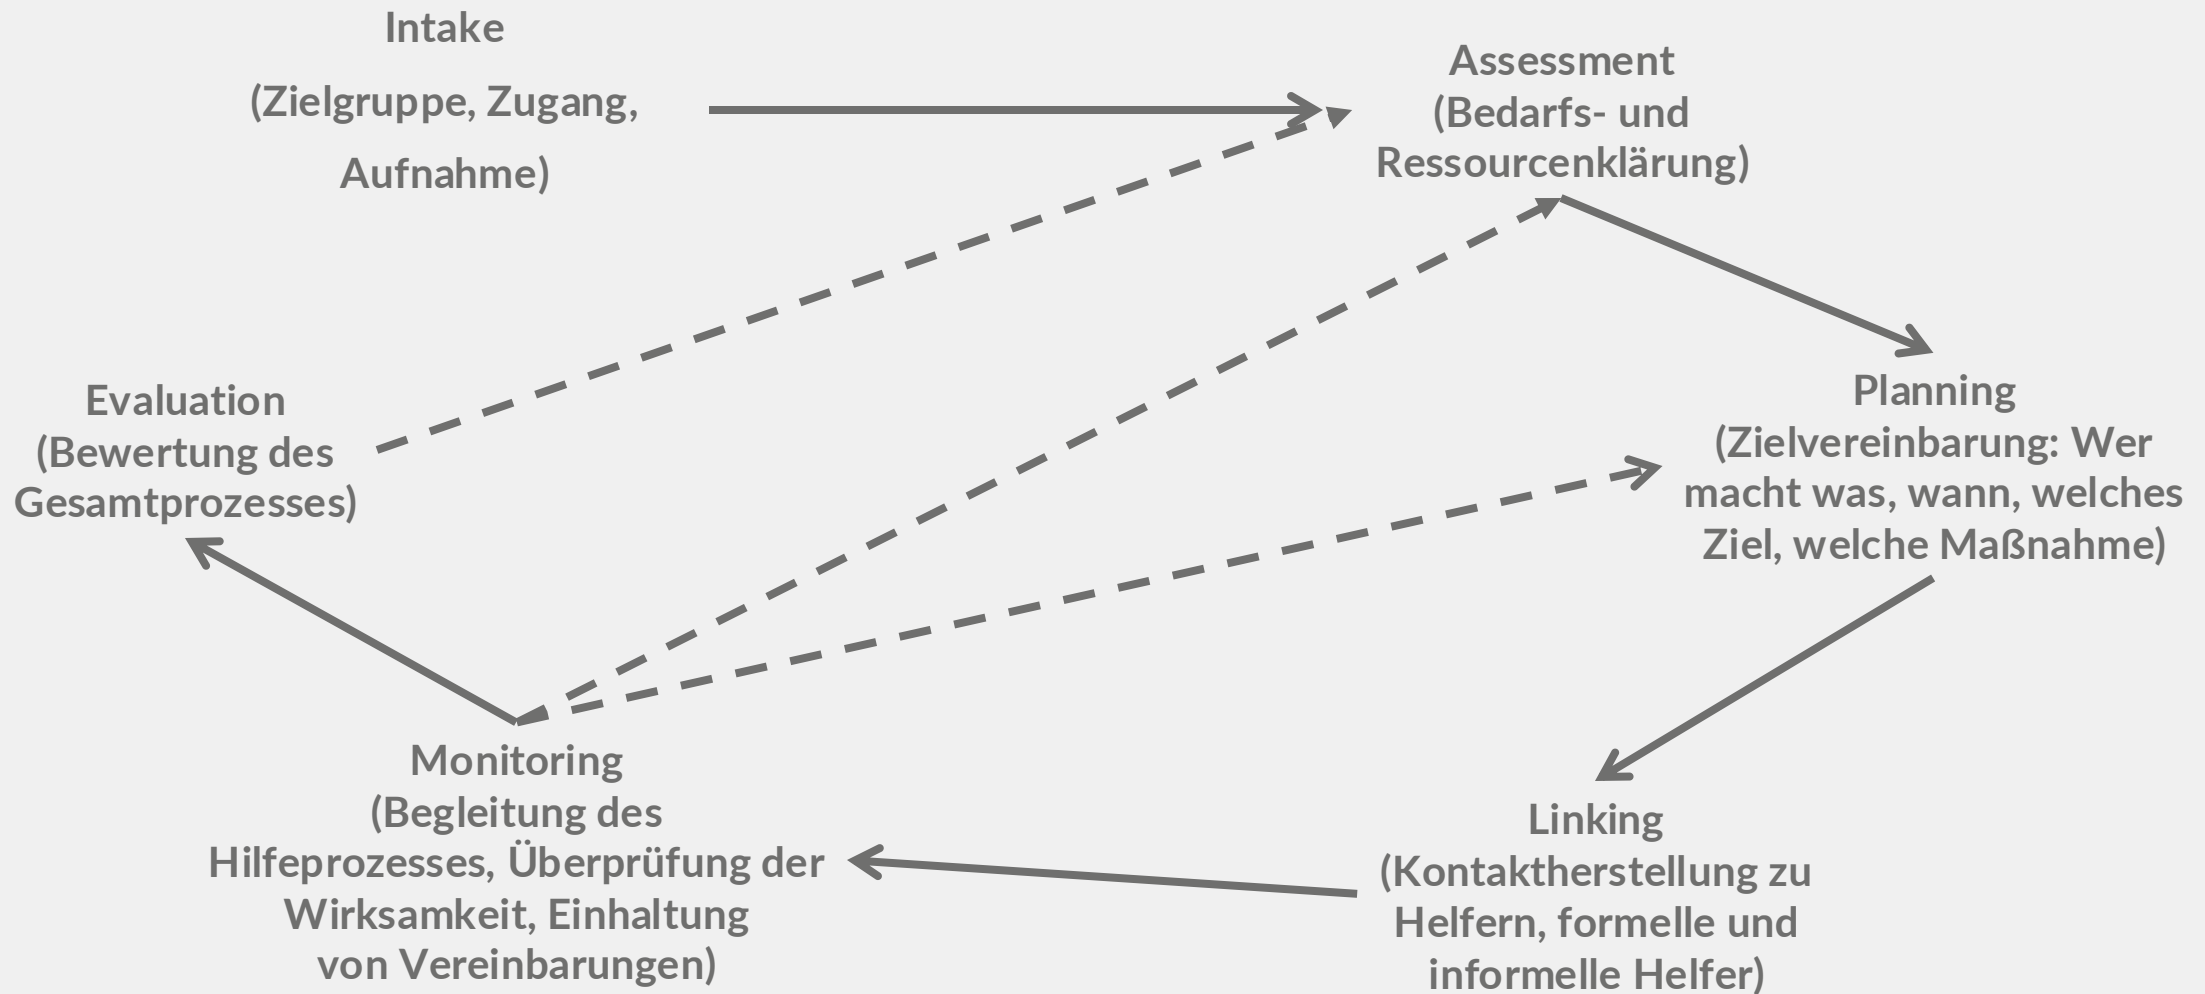 Intake
(Zielgruppe, Zugang,
Aufnahme)
Assessment
(Bedarfs- und
Ressourcenklärung)
Planning
(Zielvereinbarung: Wer
macht was, wann, welches
Ziel, welche Maßnahme)
Linking
(Kontaktherstellung zu
Helfern, formelle und
informelle Helfer)
Monitoring
(Begleitung des
Hilfeprozesses, Überprüfung der
Wirksamkeit, Einhaltung
von Vereinbarungen)
Evaluation
(Bewertung des
Gesamtprozesses)